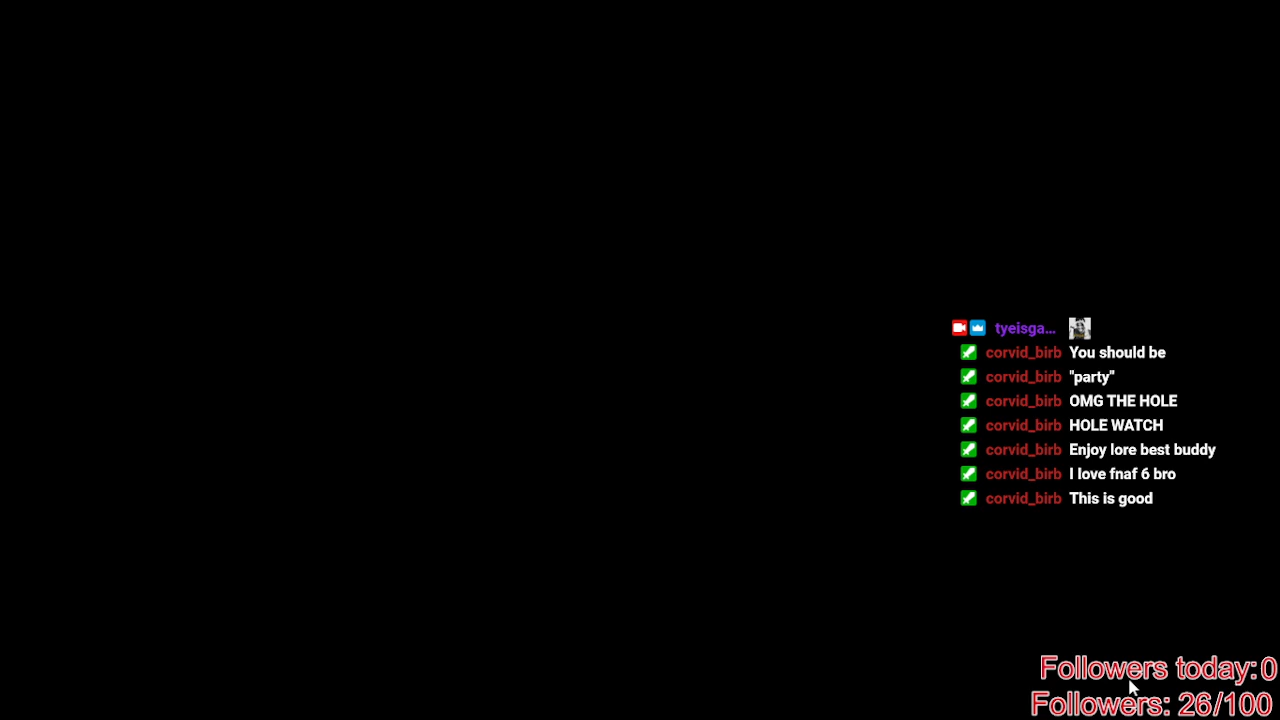 tyeisga...
corvid_birb You should be
corvid_birb "party"
corvid_birb OMG THE HOLE
corvid_birb HOLE WATCH
corvid_birb Enjoy lore best buddy
corvid_birb I love fnaf 6 bro
corvid_birb This is good
Followers today: 0
Followers: 26/100